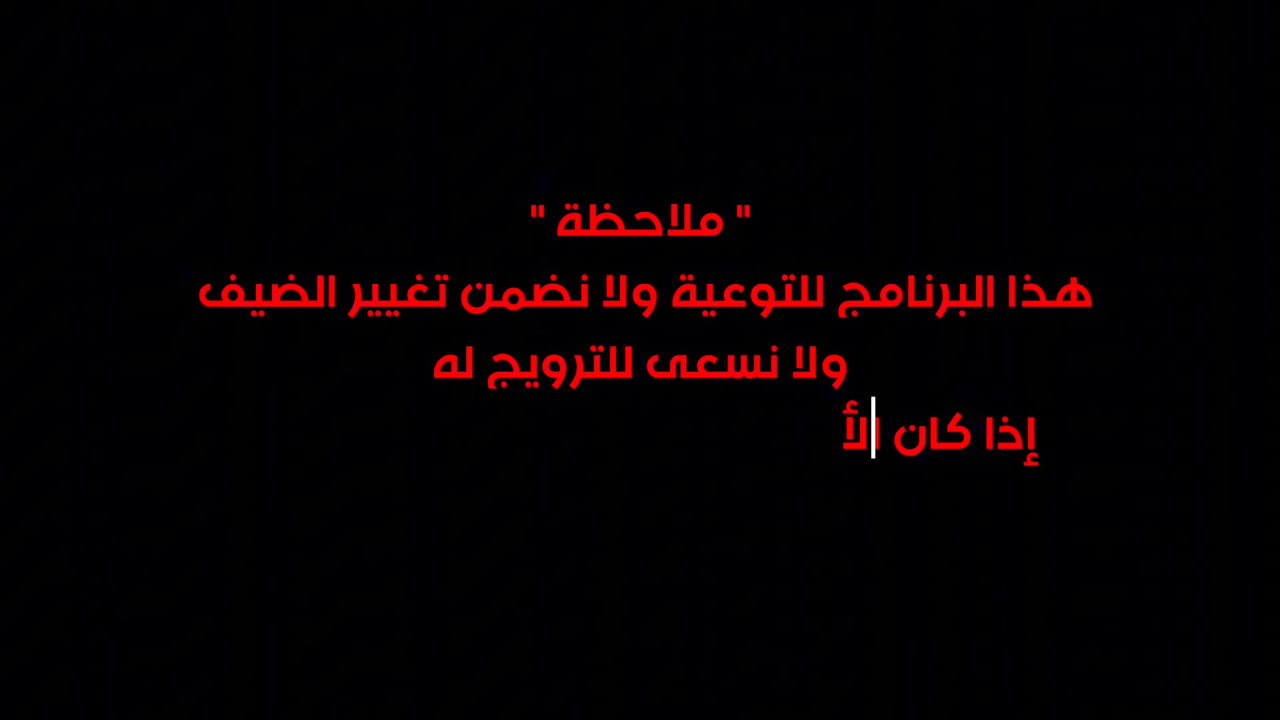 " ملاحظة "
هذا البرنامج للتوعية ولا نضمن تغيير الضيف
ولا نسعى للترويج له
إذا كان الأ